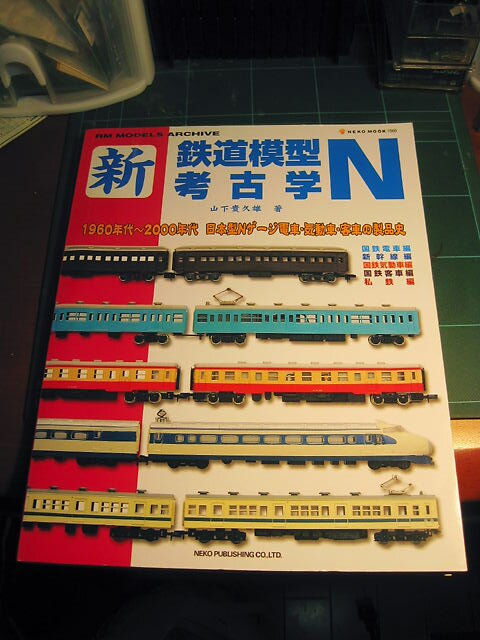 RM MODELS ARCHIVE
NEKO MOOK 1560
新
鉄道模型
考古学
N
山下貴久雄 著
1960年代〜2000年代 日本型Nゲージ電車・気動車・客車の製品史
国鉄電車編
新幹線編
国鉄気動車編
国鉄客車編
私鉄編
NEKO PUBLISHING CO.,LTD.